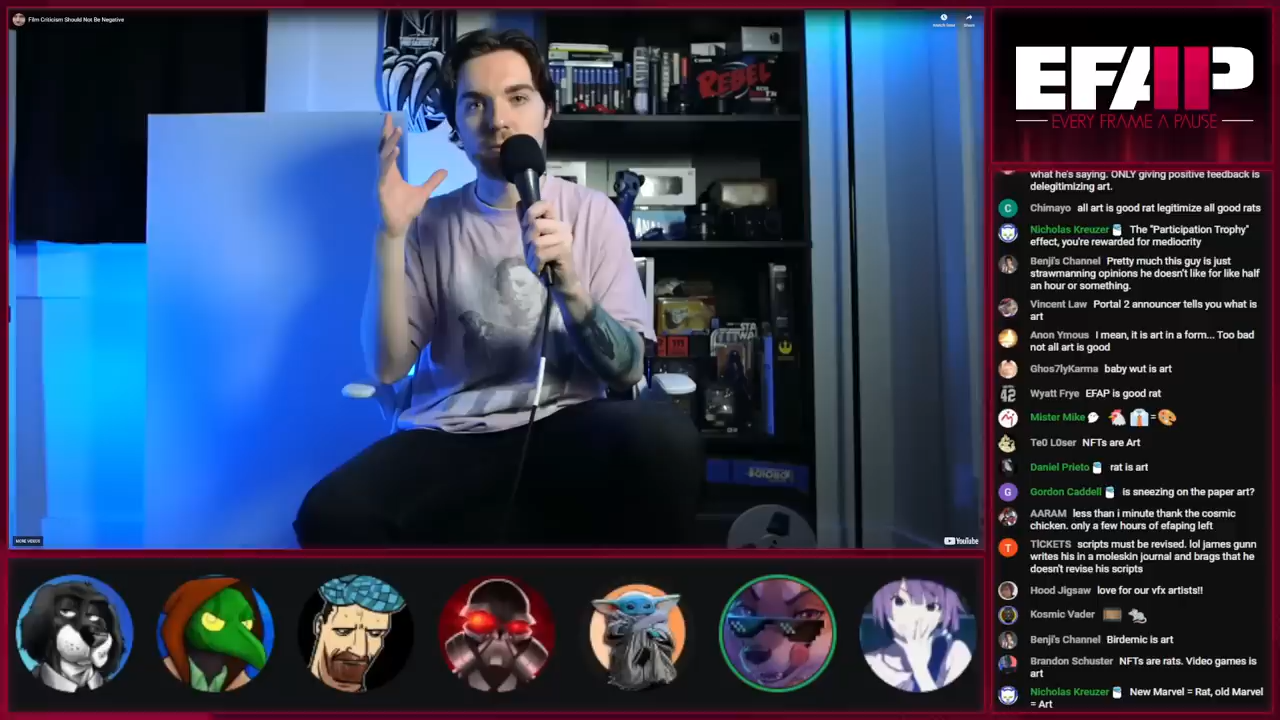 Film Criticism Should Not Be Negative
Watch later
Share
Canon
REBEL
STAR
WARS
MORE VIDEOS
YouTube
EFAP
EVERY FRAME A PAUSE
what he's saying. ONLY giving positive feedback is
delegitimizing art.
C
Chimayo all art is good rat legitimize all good rats
Nicholas Kreuzer The "Participation Trophy"
effect, you're rewarded for mediocrity
Benji's Channel Pretty much this guy is just
strawmanning opinions he doesn't like for like half
an hour or something.
Vincent Law Portal 2 announcer tells you what is
art
Anon Ymous I mean, it is art in a form... Too bad
not all art is good
Ghos7lyKarma baby wut is art
42
Wyatt Frye EFAP is good rat
Mister Mike =
Te0 L0ser NFTs are Art
Daniel Prieto rat is art
G
Gordon Caddell is sneezing on the paper art?
AARAM less than i minute thank the cosmic
chicken. only a few hours of efaping left
T
TICKETS scripts must be revised. lol james gunn
writes his in a moleskin journal and brags that he
doesn't revise his scripts
Hood Jigsaw love for our vfx artists!!
Kosmic Vader
Benji's Channel Birdemic is art
Brandon Schuster NFTs are rats. Video games is
art
Nicholas Kreuzer New Marvel = Rat, old Marvel
= Art